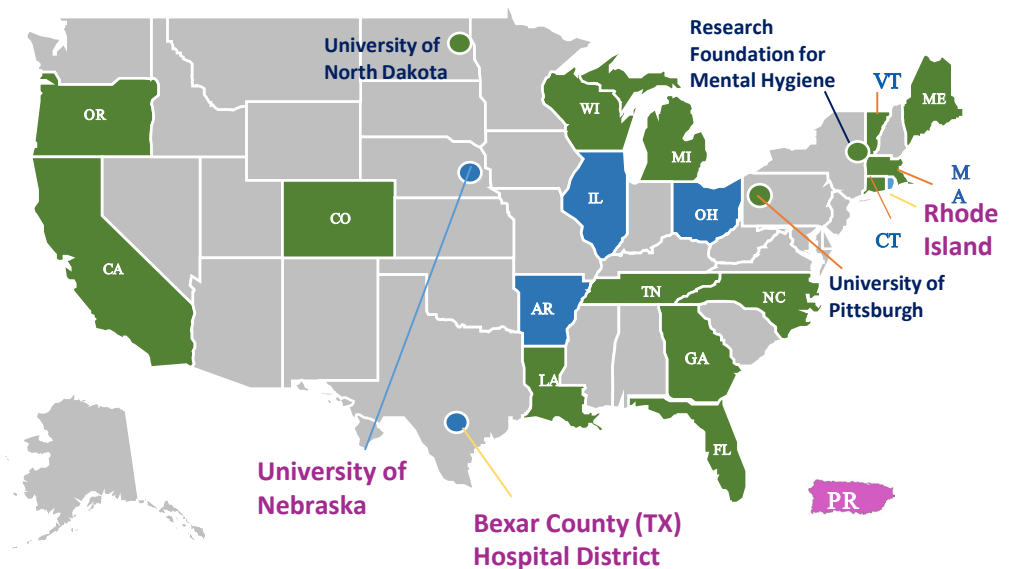 Research
Foundation for
Mental Hygiene
University of
North Dakota
VT
ME
OR
WI
MI
M
A
IL
OH
CO
Rhode
Island
CT
CA
University of
Pittsburgh
TN
NC
AR
GA
LA
FL
University of
Nebraska
PR
Bexar County (TX)
Hospital District